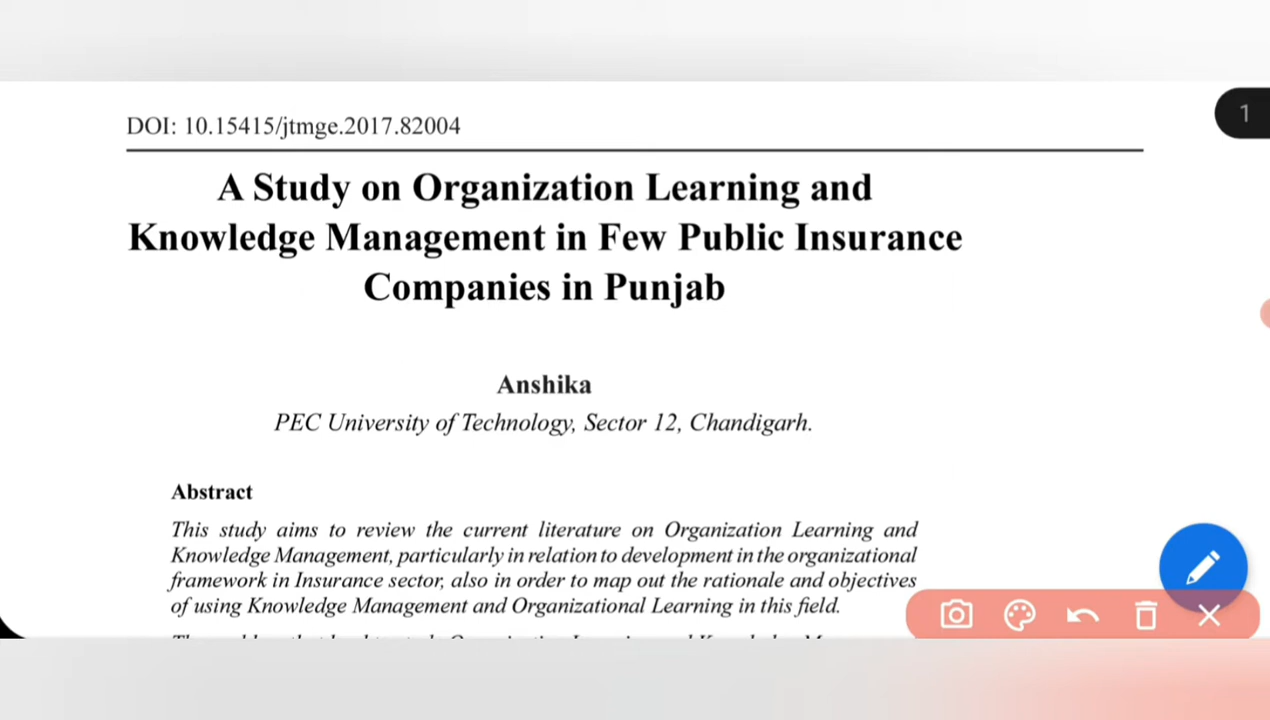 DOI: 10.15415/jtmge.2017.82004
1
A Study on Organization Learning and
Knowledge Management in Few Public Insurance
Companies in Punjab
Anshika
PEC University of Technology, Sector 12, Chandigarh.
Abstract
This study aims to review the current literature on Organization Learning and
Knowledge Management, particularly in relation to development in the organizational
framework in Insurance sector, also in order to map out the rationale and objectives
of using Knowledge Management and Organizational Learning in this field.